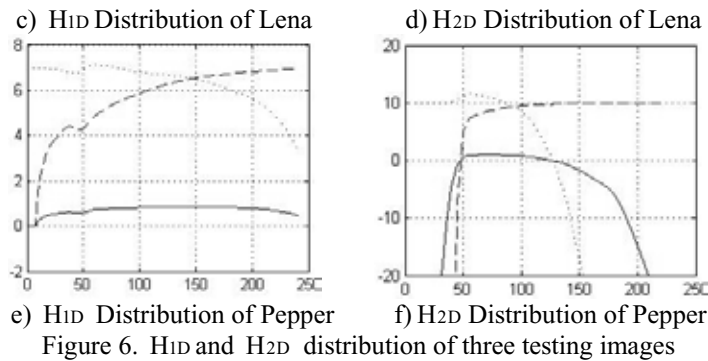 c) H1D Distribution of Lena d) H2D Distribution of Lena
8
6
4
2
0
-2
0 50 100 150 200 250
20
10
0
-10
-20
0 50 100 150 200 250
e) H1D Distribution of Pepper f) H2D Distribution of Pepper
Figure 6. H1D and H2D distribution of three testing images